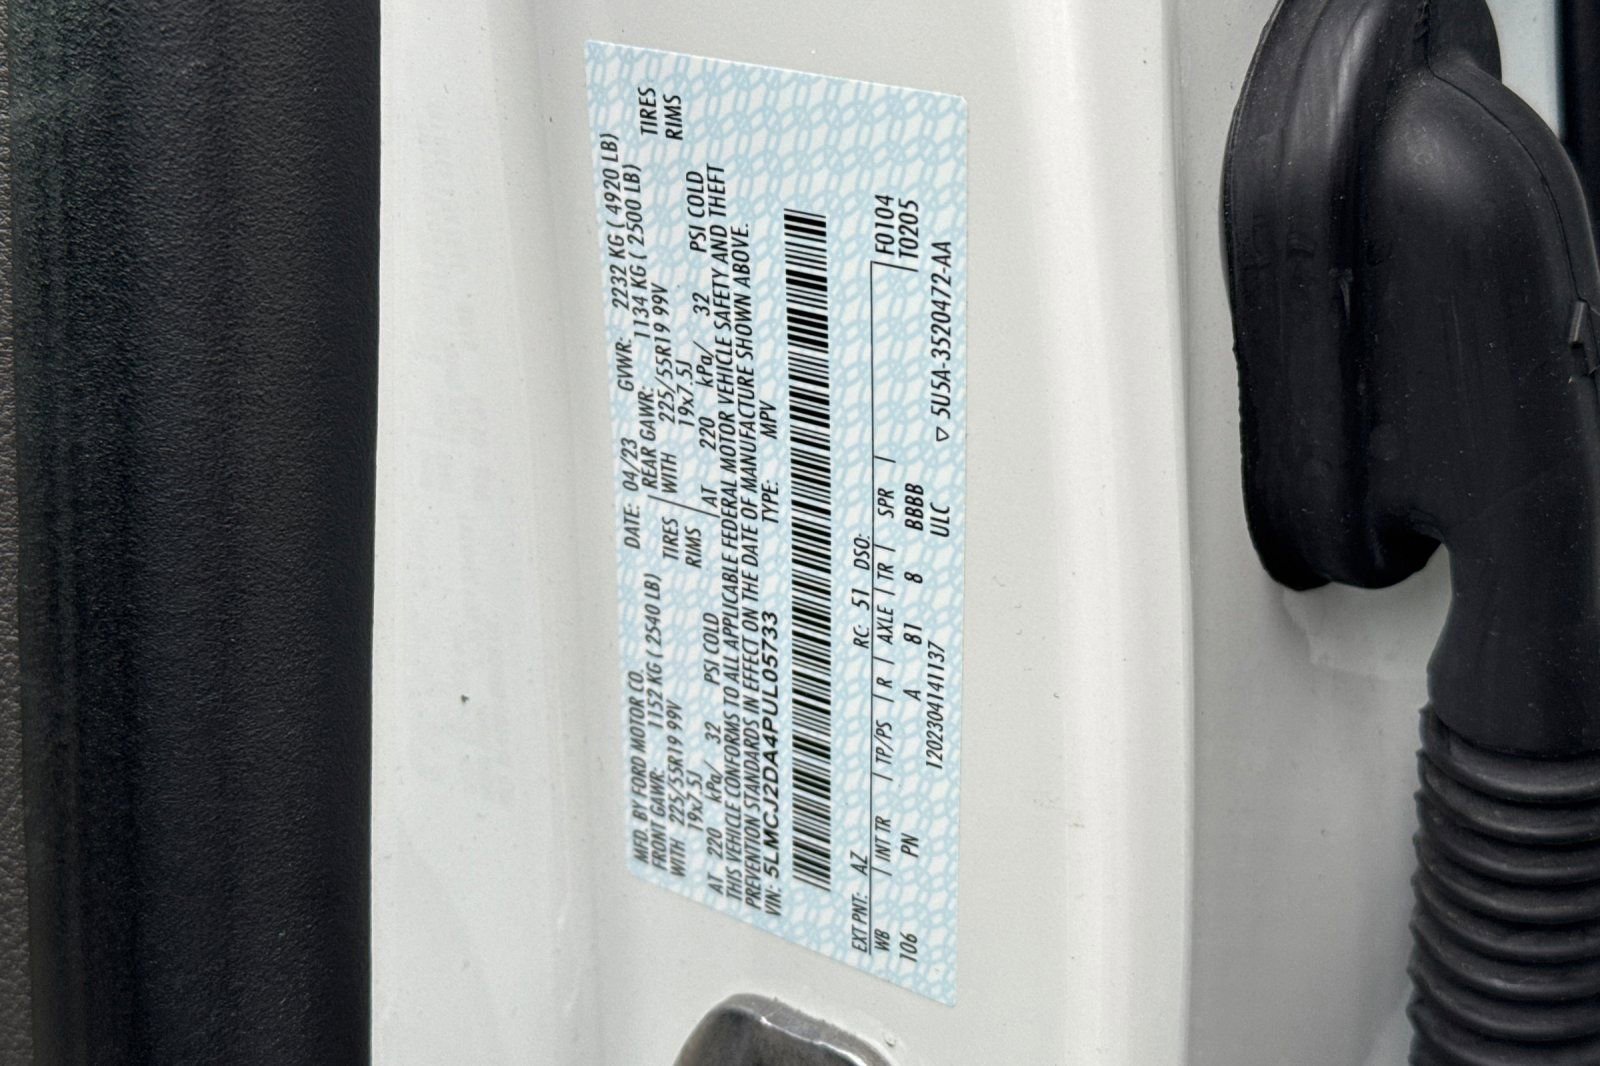 MFD. BY FORD MOTOR CO. DATE: 04/23 GVWR: 2232 KG ( 4920 LB)
FRONT GAWR: 1152 KG ( 2540 LB) REAR GAWR: 1134 KG ( 2500 LB)
WITH 225/55R19 99V TIRES WITH 225/55R19 99V TIRES
19x7.5J RIMS 19x7.5J RIMS
AT 220 kPa/ 32 PSI COLD AT 220 kPa/ 32 PSI COLD
THIS VEHICLE CONFORMS TO ALL APPLICABLE FEDERAL MOTOR VEHICLE SAFETY AND THEFT
PREVENTION STANDARDS IN EFFECT ON THE DATE OF MANUFACTURE SHOWN ABOVE.
VIN: 5LMCJ2DA4PUL05733 TYPE: MPV
EXT PNT: AZ RC: 51 DSO:
WB INT TR TP/PS R AXLE TR SPR F0104
106 PN A 81 8 BBBB T0205
12023041411​37 ULC ▽ 5U5A-3520472-AA